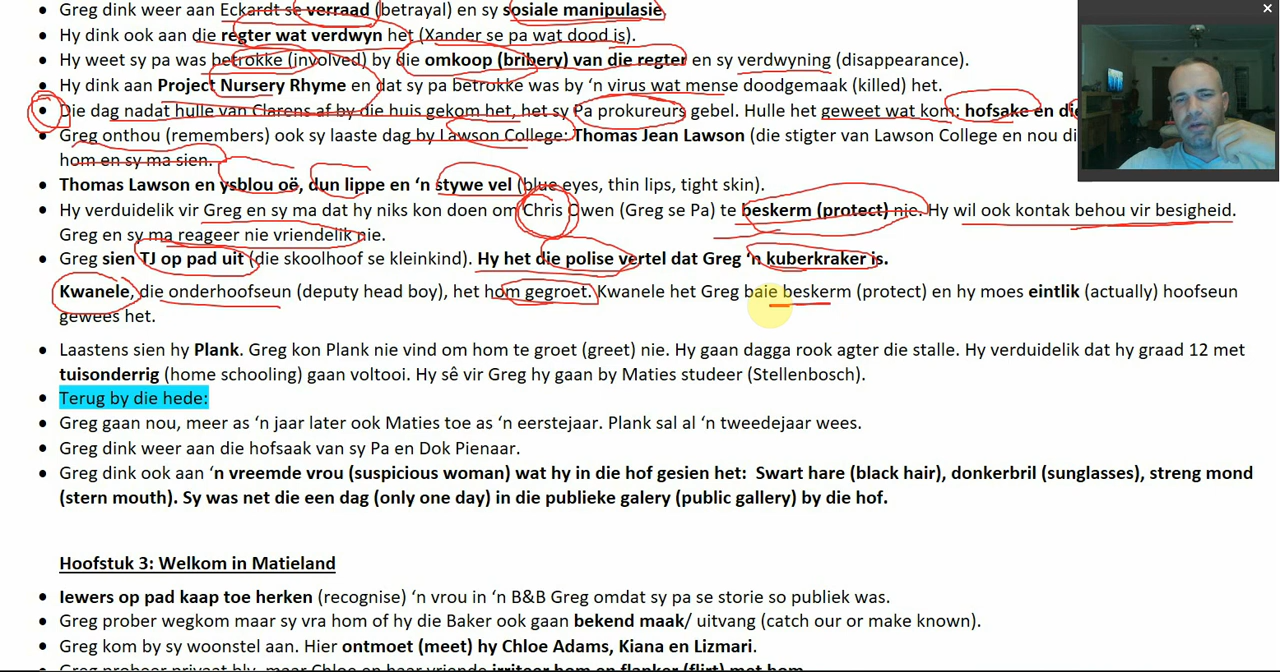 Greg dink weer aan Eckardt se verraad (betrayal) en sy sosiale manipulasie.
Hy dink ook aan die regter wat verdwyn het (Xander se pa wat dood is).
Hy weet sy pa was betrokke (involved) by die omkoop (bribery) van die regter en sy verdwyning (disappearance).
Hy dink aan Project Nursery Rhyme en dat sy pa betrokke was by 'n virus wat mense doodgemaak (killed) het.
Die dag nadat hulle van Clarens af by die huis gekom het, het sy Pa prokureurs gebel. Hulle het geweet wat kom: hofsake en
Greg onthou (remembers) ook sy laaste dag by Lawson College: Thomas Jean Lawson (die stigter van Lawson College en nou
hom en sy ma sien.
Thomas Lawson en ysblou oë, dun lippe en 'n stywe vel (blue eyes, thin lips, tight skin).
Hy verduidelik vir Greg en sy ma dat hy niks kon doen om Chris Owen (Greg se Pa) te beskerm (protect) nie. Hy wil ook kontak behou vir besigheid.
Greg en sy ma reageer nie vriendelik nie.
Greg sien TJ op pad uit (die skoolhoof se kleinkind). Hy het die polise vertel dat Greg 'n kuberkraker is.
Kwanele, die onderhoofseun (deputy head boy), het hom gegroet. Kwanele het Greg baie beskerm (protect) en hy moes eintlik (actually) hoofseun
gewees het.
Laastens sien hy Plank. Greg kon Plank nie vind om hom te groet (greet) nie. Hy gaan dagga rook agter die stalle. Hy verduidelik dat hy graad 12 met
tuisonderrig (home schooling) gaan voltooi. Hy sê vir Greg hy gaan by Maties studeer (Stellenbosch).
Terug by die hede:
Greg gaan nou, meer as 'n jaar later ook Maties toe as 'n eerstejaar. Plank sal al 'n tweedejaar wees.
Greg dink weer aan die hofsaak van sy Pa en Dok Pienaar.
Greg dink ook aan 'n vreemde vrou (suspicious woman) wat hy in die hof gesien het: Swart hare (black hair), donkerbril (sunglasses), streng mond
(stern mouth). Sy was net die een dag (only one day) in die publieke galery (public gallery) by die hof.
Hoofstuk 3: Welkom in Matieland
Iewers op pad kaap toe herken (recognise) 'n vrou in 'n B&B Greg omdat sy pa se storie so publiek was.
Greg prober wegkom maar sy vra hom of hy die Baker ook gaan bekend maak/ uitvang (catch our or make known).
Greg kom by sy woonstel aan. Hier ontmoet (meet) hy Chloe Adams, Kiana en Lizmari.
Greg probeer privaat bly, maar Chloe en haar vriende irriteer hom en flankeer (flirt) met hom.